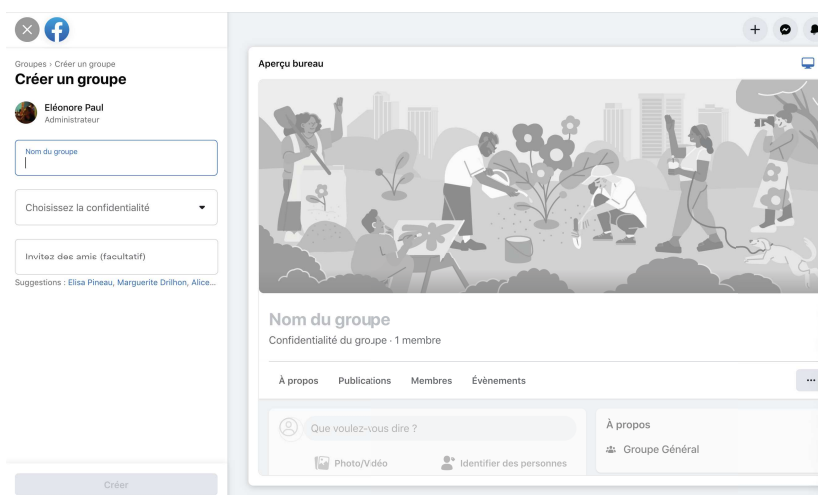 Groupes › Créer un groupe
Créer un groupe
Eléonore Paul
Administrateur
Nom du groupe
Choisissez la confidentialité
Invitez des amie (facultatif)
Suggestions : Elisa Pineau, Marguerite Drilhon, Alice...
Créer
Aperçu bureau
Nom du groupe
Confidentialité du groupe · 1 membre
À propos Publications Membres Évènements
Que voulez-vous dire ?
Photo/Vidéo Identifier des personnes
À propos
Groupe Général